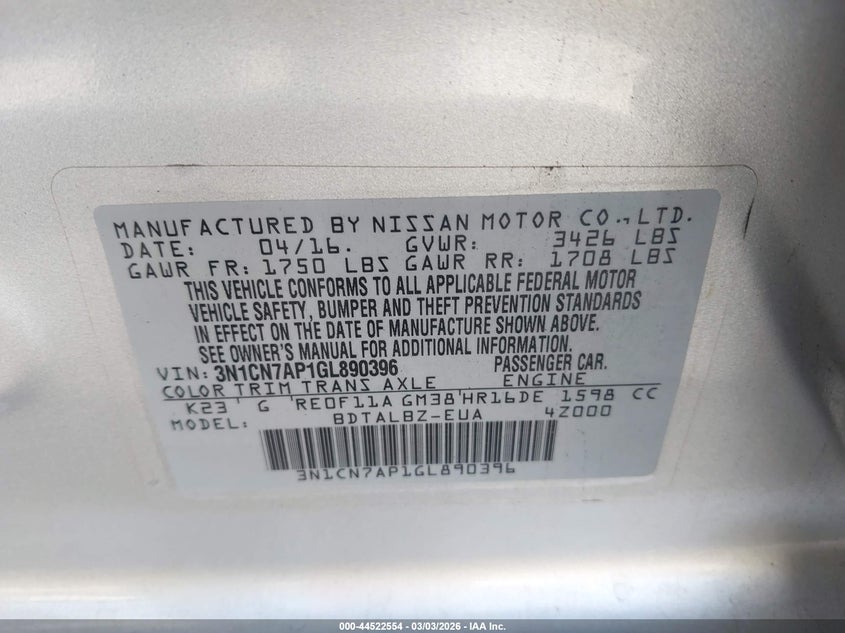 MANUFACTURED BY NISSAN MOTOR CO., LTD.
DATE: 04/16. GVWR: 3426 LBS
GAWR FR: 1750 LBS GAWR RR: 1708 LBS
THIS VEHICLE CONFORMS TO ALL APPLICABLE FEDERAL MOTOR
VEHICLE SAFETY, BUMPER AND THEFT PREVENTION STANDARDS
IN EFFECT ON THE DATE OF MANUFACTURE SHOWN ABOVE.
SEE OWNER'S MANUAL FOR ADDITIONAL INFORMATION.
VIN: 3N1CN7AP1GL890396 PASSENGER CAR.
COLOR TRIM TRANS AXLE ENGINE
K23 G RE0F11A GM38 HR16DE 1598 CC
MODEL: BDTALBZ-EUA 4Z000
3N1CN7AP1GL890396
000-44522554 | 03/03/2026 - IAA Inc.